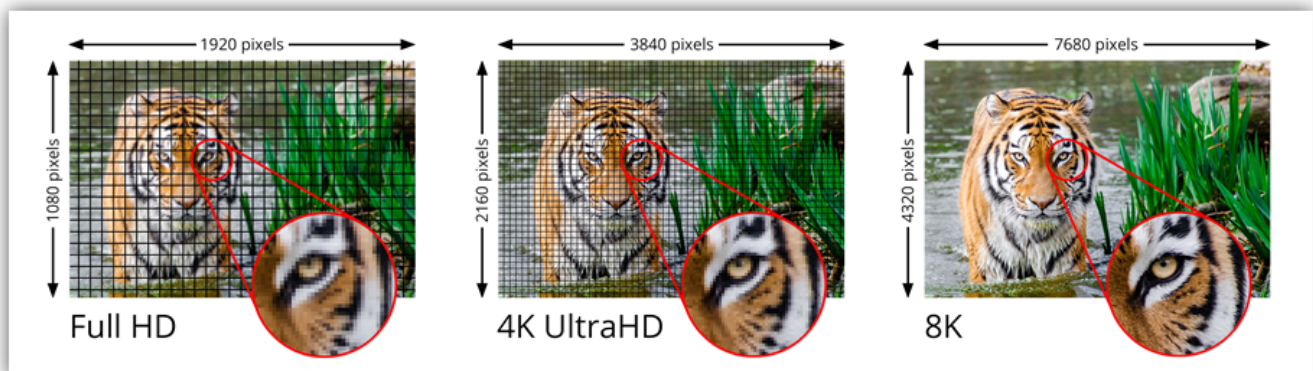 1920 pixels
1080 pixels
Full HD
3840 pixels
2160 pixels
4K UltraHD
7680 pixels
4320 pixels
8K